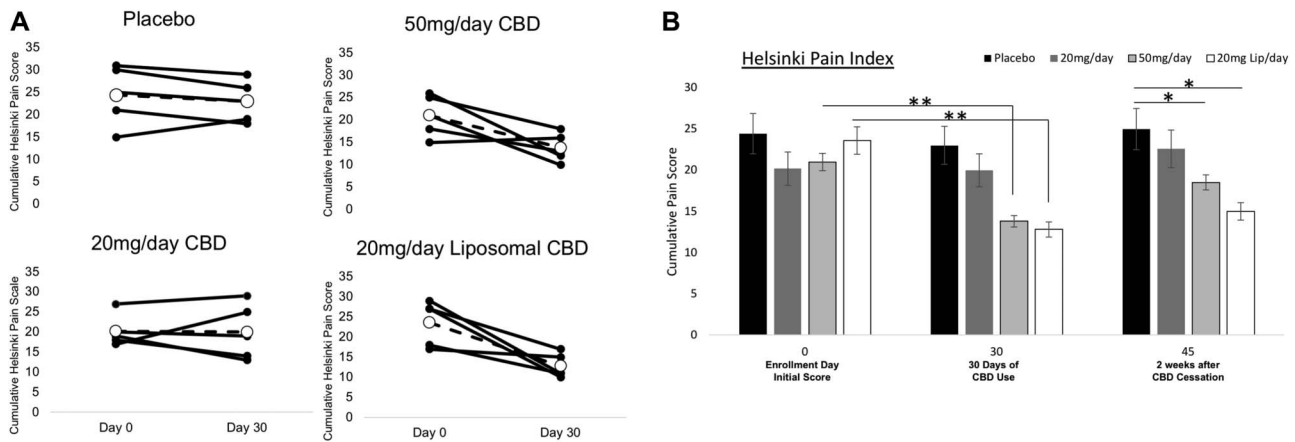 A
Placebo
Cumulative Helsinki Pain Score
35
30
25
20
15
10
5
0
50mg/day CBD
Cumulative Helsinki Pain Score
35
30
25
20
15
10
5
0
20mg/day CBD
Cumulative Helsinki Pain Scale
35
30
25
20
15
10
5
0
Day 0 Day 30
20mg/day Liposomal CBD
Cumulative Helsinki Pain Score
35
30
25
20
15
10
5
0
Day 0 Day 30
B
Helsinki Pain Index
Placebo 20mg/day 50mg/day 20mg Lip/day
Cumulative Pain Score
30
25
20
15
10
5
0
**
**
*
*
0 30 45
Enrollment Day 30 Days of 2 weeks after
Initial Score CBD Use CBD Cessation